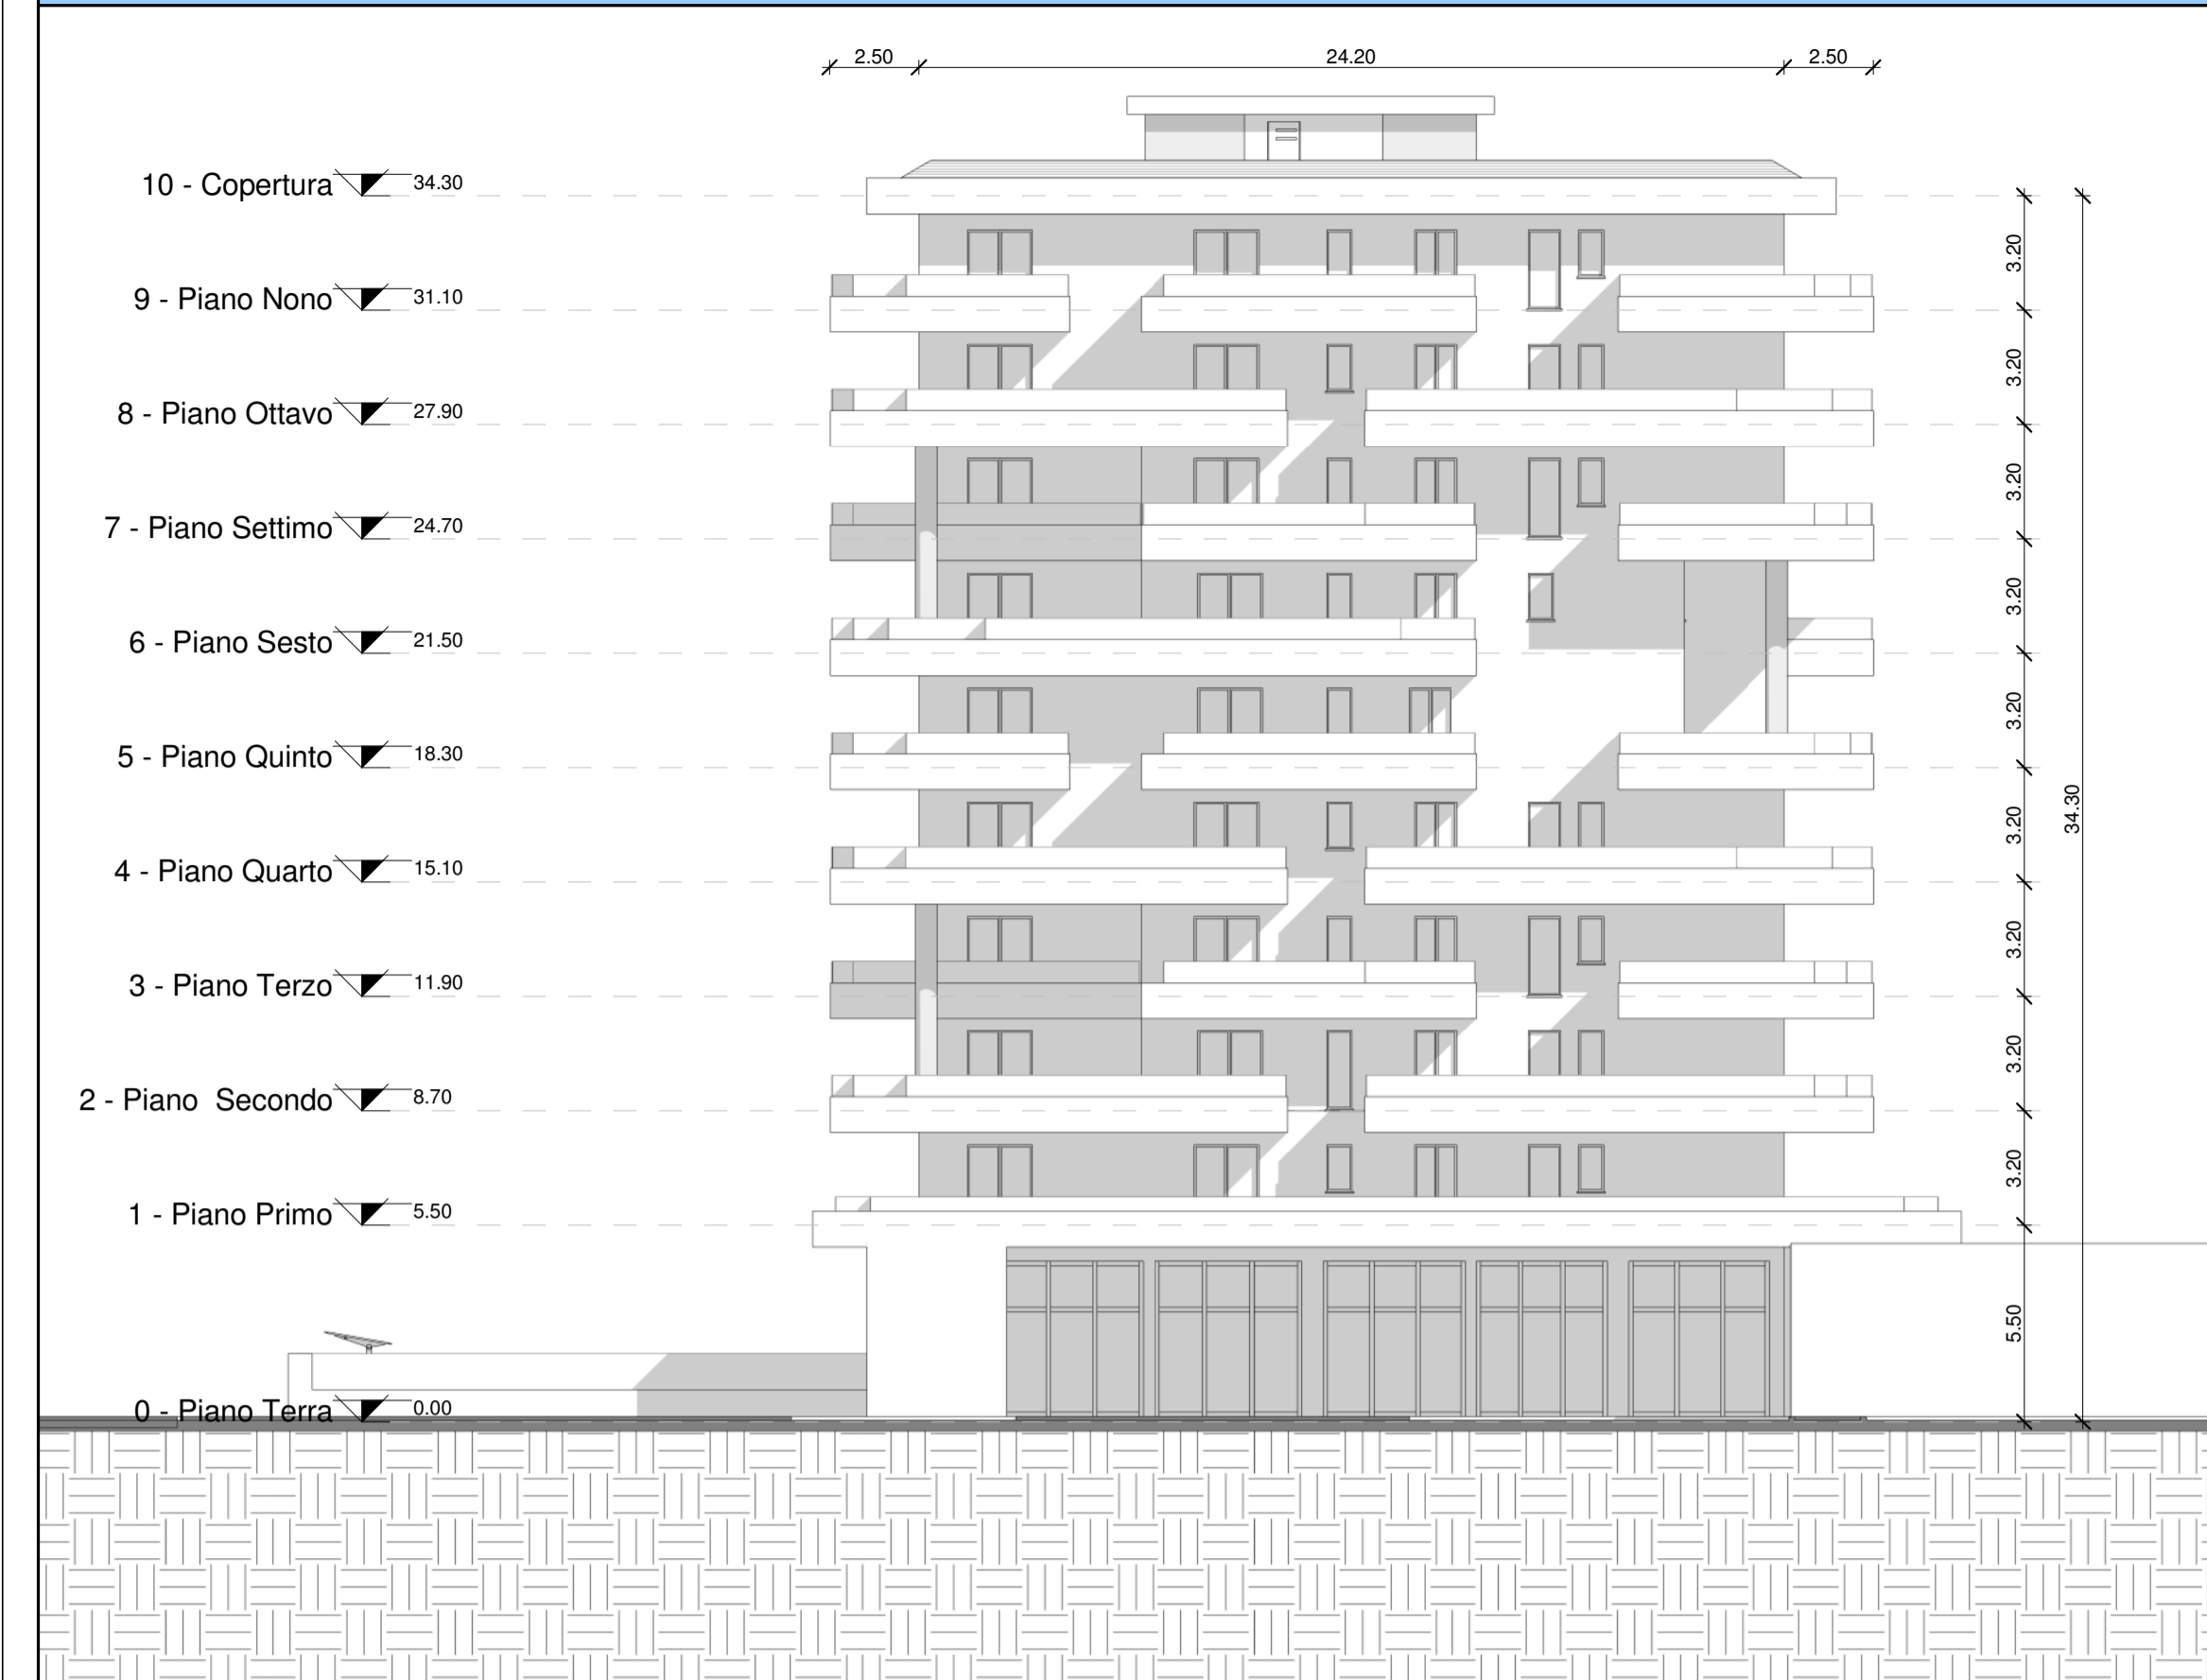 2.50 24.20 2.50
10 - Copertura 34.30
3.20
9 - Piano Nono 31.10
3.20
8 - Piano Ottavo 27.90
3.20
7 - Piano Settimo 24.70
3.20
6 - Piano Sesto 21.50
3.20
5 - Piano Quinto 18.30
3.20
34.30
4 - Piano Quarto 15.10
3.20
3 - Piano Terzo 11.90
3.20
2 - Piano  Secondo 8.70
3.20
1 - Piano Primo 5.50
5.50
0 - Piano Terra 0.00